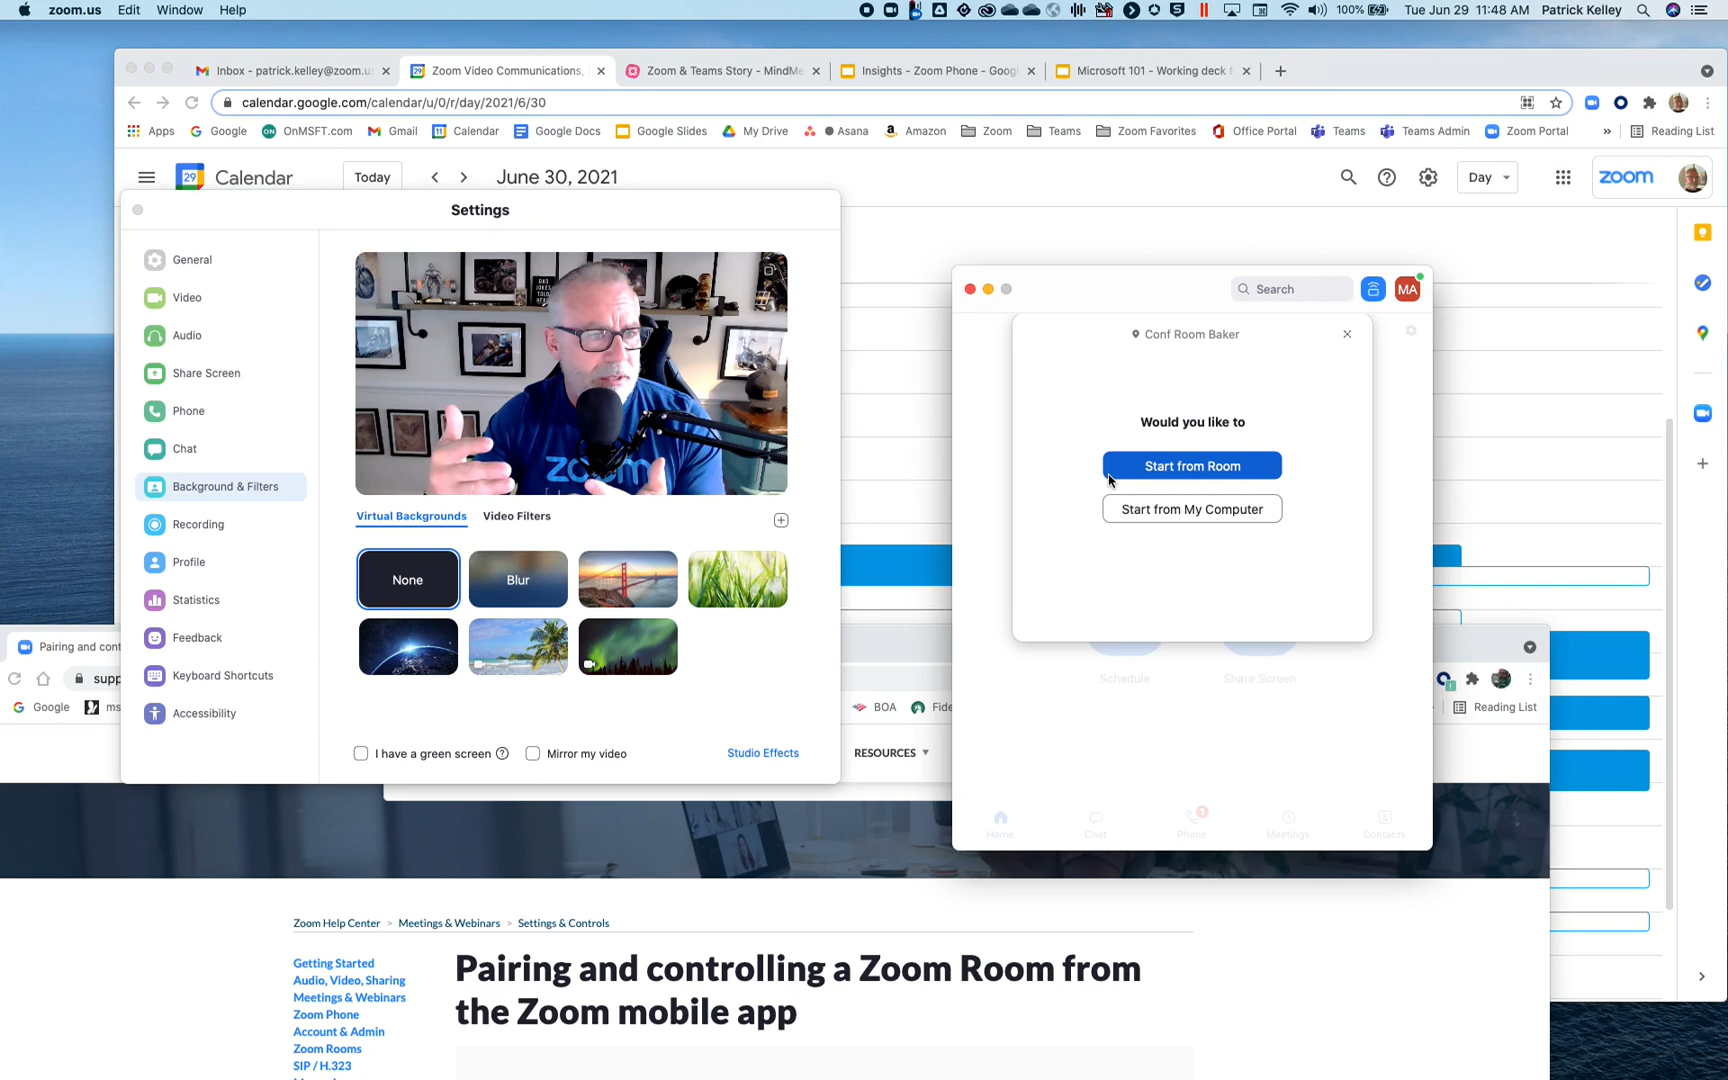 zoom.us Edit Window Help 100% Tue Jun 29 11:48 AM Patrick Kelley
Inbox - patrick.kelley@zoom.u
Zoom Video Communications,
Zoom & Teams Story - MindMe
Insights - Zoom Phone - Goog
Microsoft 101 - Working deck f
calendar.google.com/calendar/u/0/r/day/2021/6/30
Apps Google OnMSFT.com Gmail Calendar Google Docs Google Slides My Drive Asana Amazon Zoom Teams Zoom Favorites Office Portal Teams Teams Admin Zoom Portal » Reading List
29 Calendar Today June 30, 2021 Day zoom
Settings
General
Video
Audio
Share Screen
Phone
Chat
Background & Filters
Recording
Profile
Statistics
Feedback
Keyboard Shortcuts
Accessibility
DAD
JOKES
TOLD
HERE
zoom
Virtual Backgrounds Video Filters
None
Blur
I have a green screen
Mirror my video
Studio Effects
Search
MA
Conf Room Baker
Would you like to
Start from Room
Start from My Computer
Schedule
Share Screen
1
Home Chat Phone Meetings Contacts
Pairing and cont
supp
Google ms
BOA Fide
Reading List
RESOURCES
Zoom Help Center > Meetings & Webinars > Settings & Controls
Getting Started
Audio, Video, Sharing
Meetings & Webinars
Zoom Phone
Account & Admin
Zoom Rooms
SIP / H.323
Pairing and controlling a Zoom Room from
the Zoom mobile app